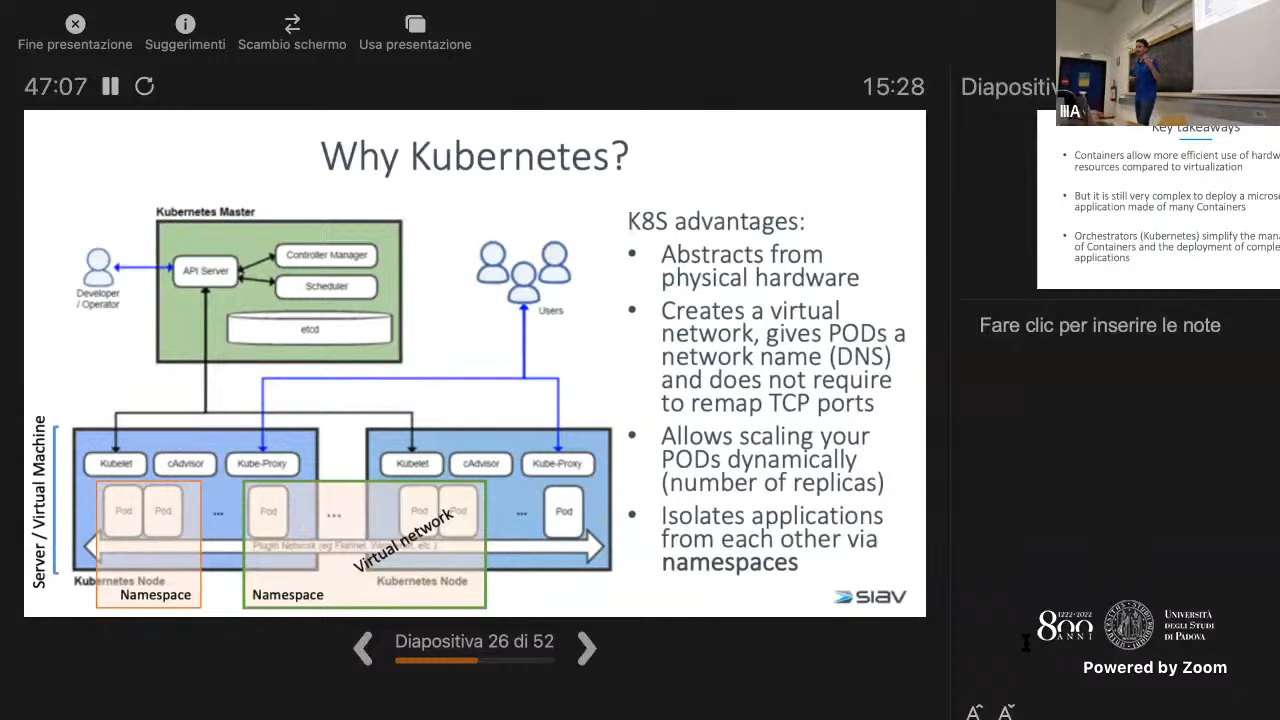 Fine presentazione
Suggerimenti
Scambio schermo
Usa presentazione
47:07
15:28
Why Kubernetes?
Kubernetes Master
API Server
Controller Manager
Scheduler
etcd
Developer
/ Operator
Users
Server / Virtual Machine
Kubelet
cAdvisor
Kube-Proxy
Kubelet
cAdvisor
Kube-Proxy
Pod
Pod
...
Pod
...
Pod
Pod
...
Pod
Virtual network
Kubernetes Node
Kubernetes Node
Namespace
Namespace
K8S advantages:
• Abstracts from
physical hardware
• Creates a virtual
network, gives PODs a
network name (DNS)
and does not require
to remap TCP ports
• Allows scaling your
PODs dynamically
(number of replicas)
• Isolates applications
from each other via
namespaces
SIAV
Diapositiva 26 di 52
Diapositiv
IIIA
Key takeaways
• Containers allow more efficient use of hardw
resources compared to virtualization
• But it is still very complex to deploy a micros
application made of many Containers
• Orchestrators (Kubernetes) simplify the man
of Containers and the deployment of comple
applications
Fare clic per inserire le note
1222·2022
800
ANNI
UNIVERSITÀ
DEGLI STUDI
DI PADOVA
Powered by Zoom
A A